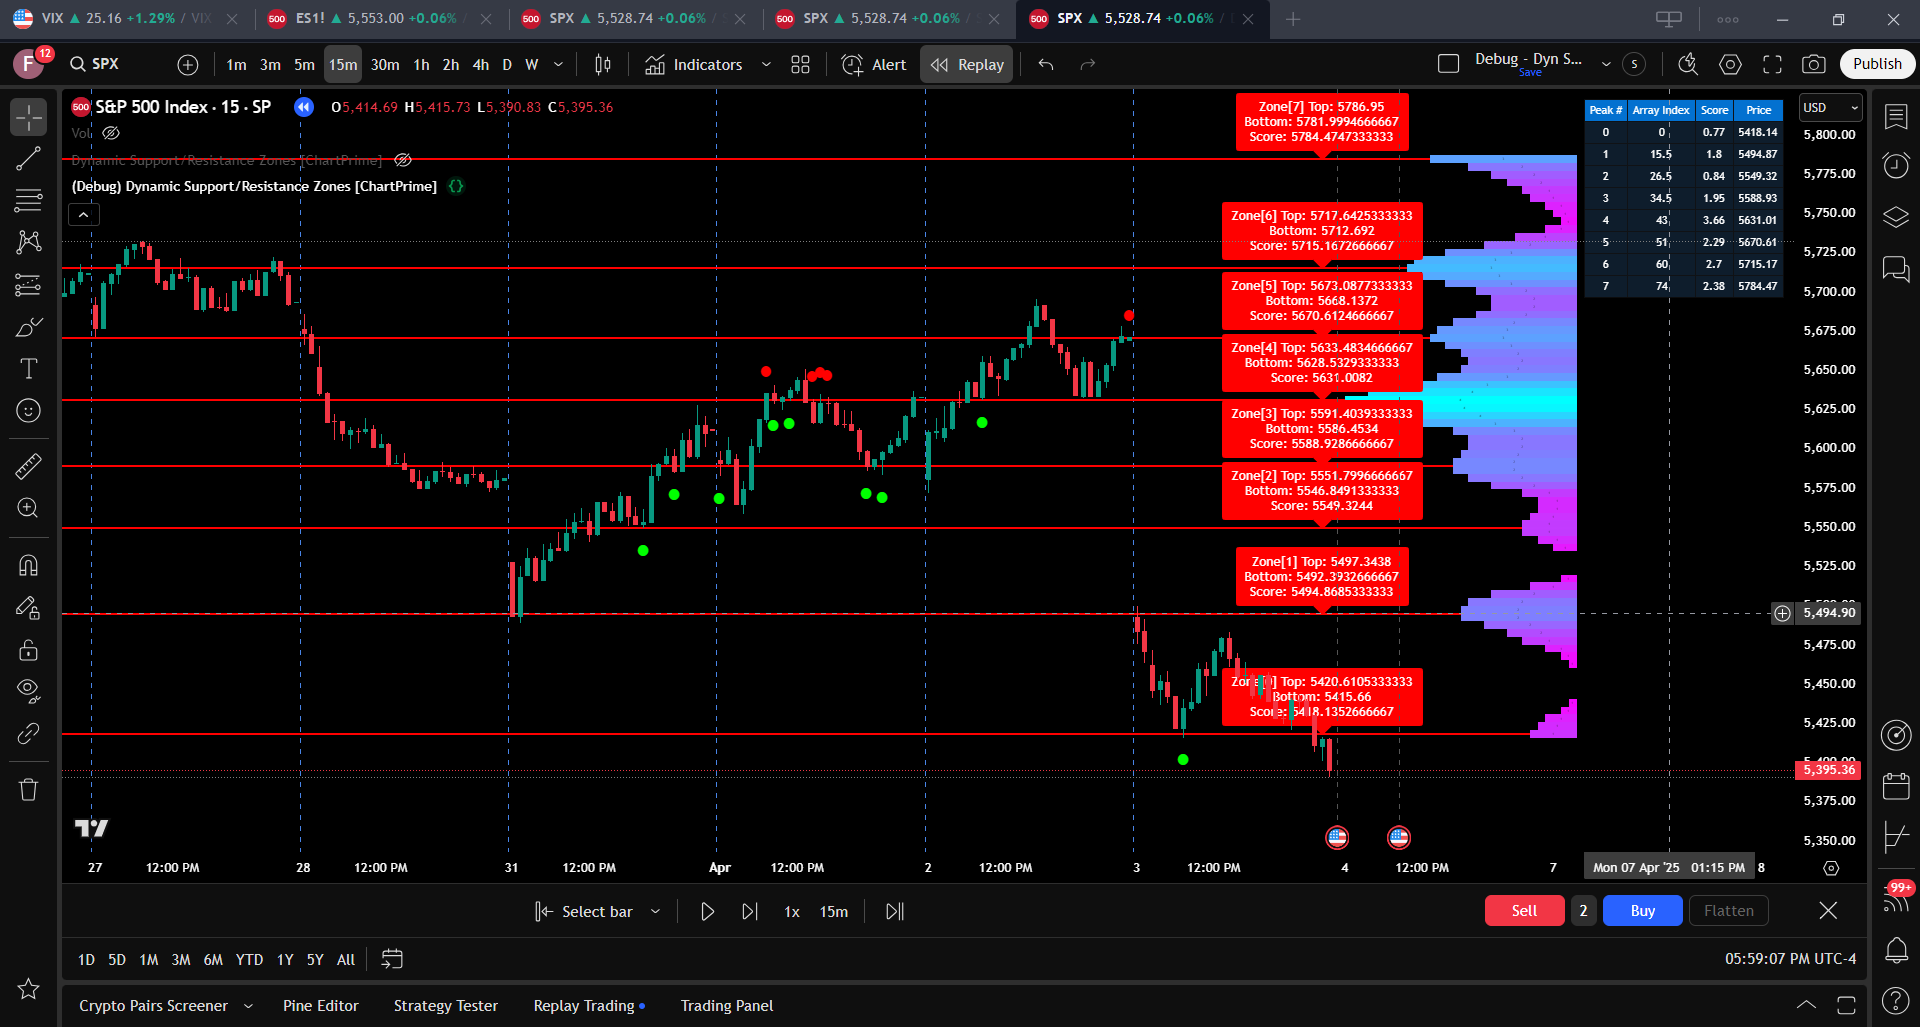 VIX ▲ 25.16 +1.29% / VIX
500 ES1! ▲ 5,553.00 +0.06% /
500 SPX ▲ 5,528.74 +0.06% / S
500 SPX ▲ 5,528.74 +0.06% / S
500 SPX ▲ 5,528.74 +0.06% /
F 12 SPX 1m 3m 5m 15m 30m 1h 2h 4h D W Indicators Alert Replay Debug - Dyn S... Save S Publish
500 S&P 500 Index · 15 · SP O5,414.69 H5,415.73 L5,390.83 C5,395.36
Vol
Dynamic Support/Resistance Zones [ChartPrime]
(Debug) Dynamic Support/Resistance Zones [ChartPrime] {}
Zone[7] Top: 5786.95
Bottom: 5781.9994666667
Score: 5784.4747333333
Zone[6] Top: 5717.6425333333
Bottom: 5712.692
Score: 5715.1672666667
Zone[5] Top: 5673.0877333333
Bottom: 5668.1372
Score: 5670.6124666667
Zone[4] Top: 5633.4834666667
Bottom: 5628.5329333333
Score: 5631.0082
Zone[3] Top: 5591.4039333333
Bottom: 5586.4534
Score: 5588.9286666667
Zone[2] Top: 5551.7996666667
Bottom: 5546.8491333333
Score: 5549.3244
Zone[1] Top: 5497.3438
Bottom: 5492.3932666667
Score: 5494.8685333333
Zone[0] Top: 5420.6105333333
Bottom: 5415.66
Score: 5418.1352666667
Peak # Array Index Score Price
0 0 0.77 5418.14
1 15.5 1.8 5494.87
2 26.5 0.84 5549.32
3 34.5 1.95 5588.93
4 43 3.66 5631.01
5 51 2.29 5670.61
6 60 2.7 5715.17
7 74 2.38 5784.47
USD
5,800.00
5,775.00
5,750.00
5,725.00
5,700.00
5,675.00
5,650.00
5,625.00
5,600.00
5,575.00
5,550.00
5,525.00
5,494.90
5,475.00
5,450.00
5,425.00
5,395.36
5,375.00
5,350.00
27 12:00 PM 28 12:00 PM 31 12:00 PM Apr 12:00 PM 2 12:00 PM 3 12:00 PM 4 12:00 PM 7 Mon 07 Apr '25 01:15 PM 8
Select bar 1x 15m Sell 2 Buy Flatten
99+
1D 5D 1M 3M 6M YTD 1Y 5Y All 05:59:07 PM UTC-4
Crypto Pairs Screener Pine Editor Strategy Tester Replay Trading Trading Panel